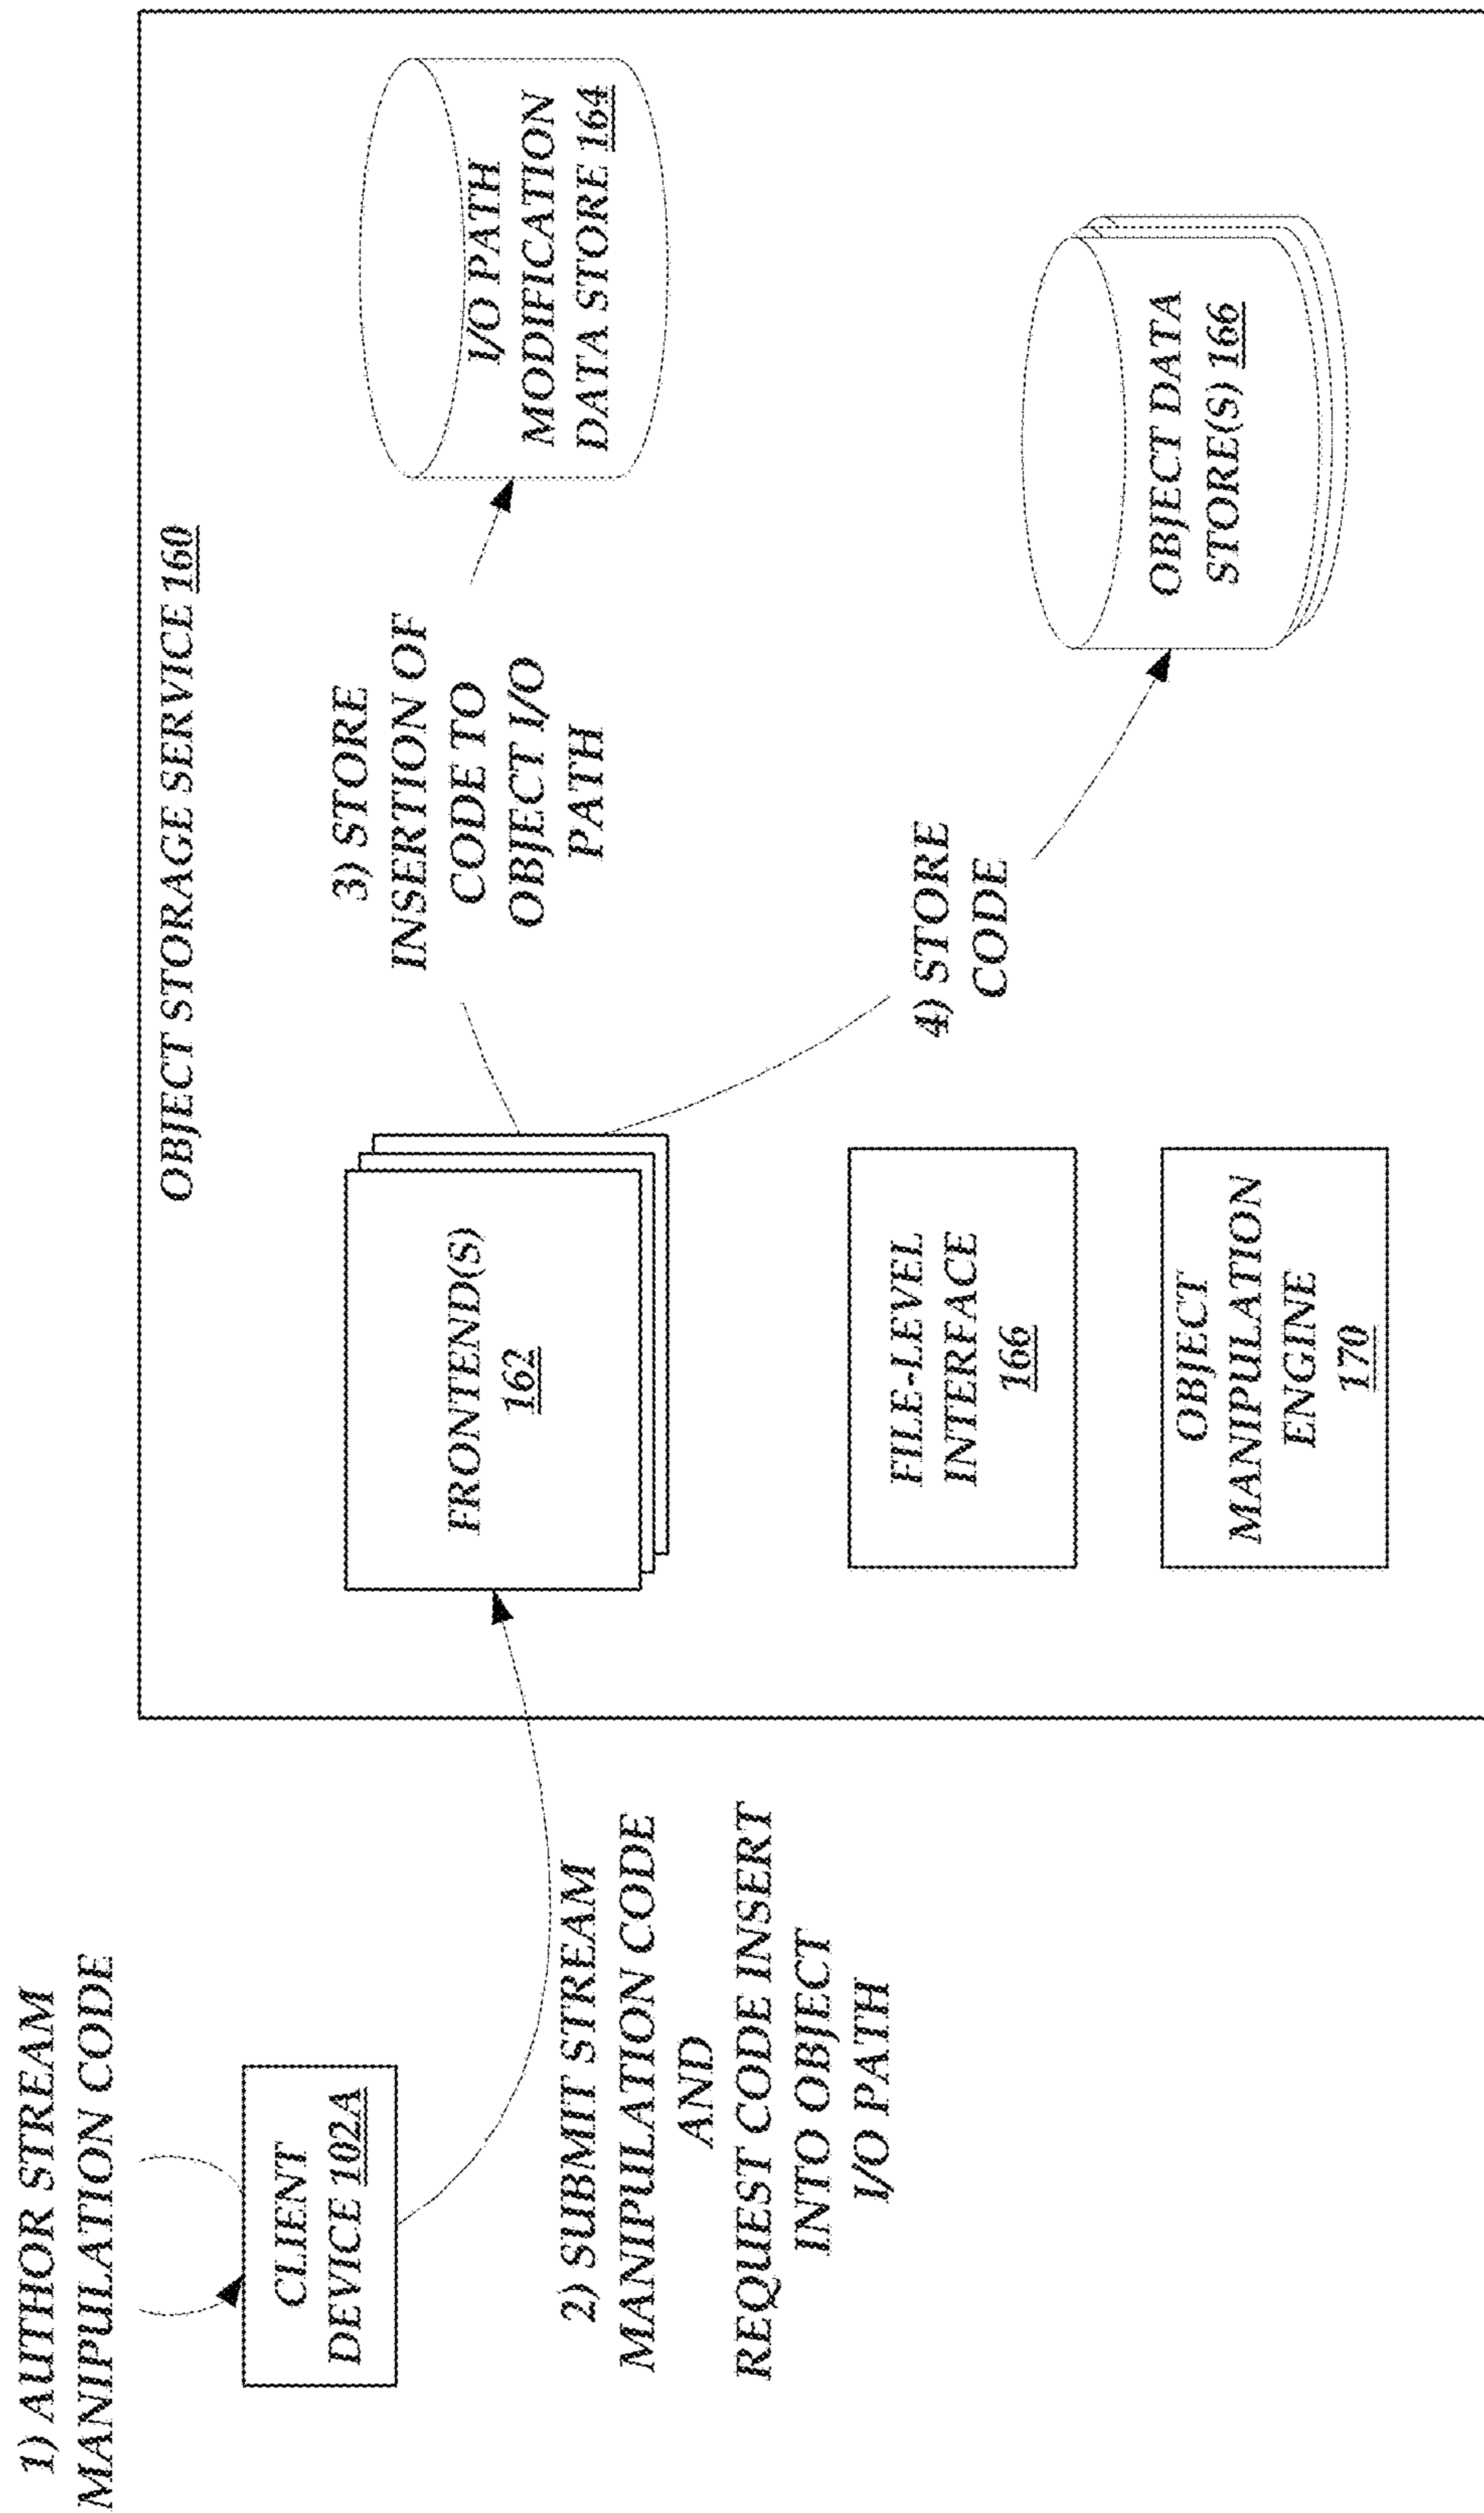 1) AUTHOR STREAM
MANIPULATION CODE
CLIENT
DEVICE 102A
2) SUBMIT STREAM
MANIPULATION CODE
AND
REQUEST CODE INSERT
INTO OBJECT
I/O PATH
OBJECT STORAGE SERVICE 160
FRONTEND(S)
162
FILE-LEVEL
INTERFACE
166
OBJECT
MANIPULATION
ENGINE
170
3) STORE
INSERTION OF
CODE TO
OBJECT I/O
PATH
4) STORE
CODE
I/O PATH
MODIFICATION
DATA STORE 164
OBJECT DATA
STORE(S) 166